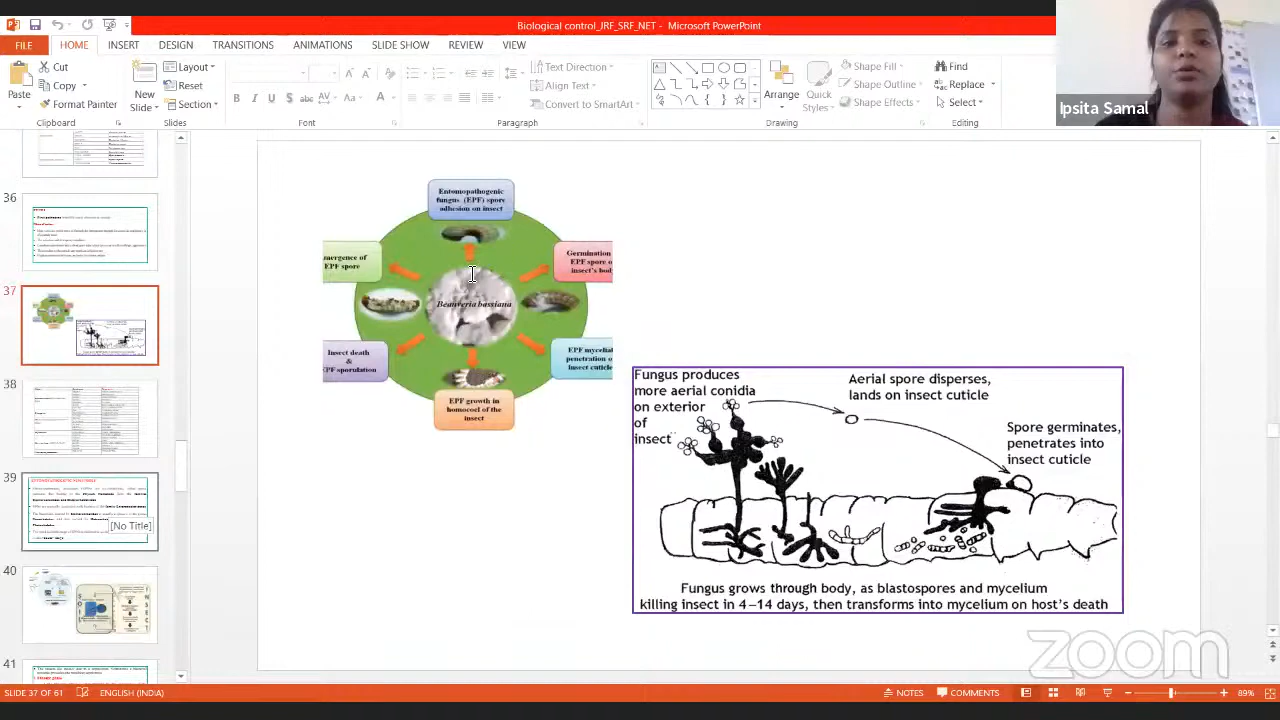 Biological control_JRF_SRF_NET - Microsoft PowerPoint
FILE HOME INSERT DESIGN TRANSITIONS ANIMATIONS SLIDE SHOW REVIEW VIEW
Paste
Cut
Copy
Format Painter
Clipboard
New
Slide
Layout
Reset
Section
Slides
B I U S abc AV Aa A
Font
Text Direction
Align Text
Convert to SmartArt
Paragraph
Arrange
Quick
Styles
Shape Fill
Shape Outline
Shape Effects
Drawing
Find
Replace
Select
Editing
Ipsita Samal
36
37
38
39
[No Title]
40
41
Entomopathogenic
fungus (EPF) spore
adhesion on insect
Germination
EPF spore o
insect's body
EPF mycelial
penetration o
insect cuticle
EPF growth in
homocoel of the
insect
Insect death
&
EPF sporulation
mergence of
EPF spore
Beauveria bassiana
Fungus produces
more aerial conidia
on exterior
of
insect
Aerial spore disperses,
lands on insect cuticle
Spore germinates,
penetrates into
insect cuticle
Fungus grows through body, as blastospores and mycelium
killing insect in 4–14 days, then transforms into mycelium on host's death
zoom
SLIDE 37 OF 61 ENGLISH (INDIA) NOTES COMMENTS 89%